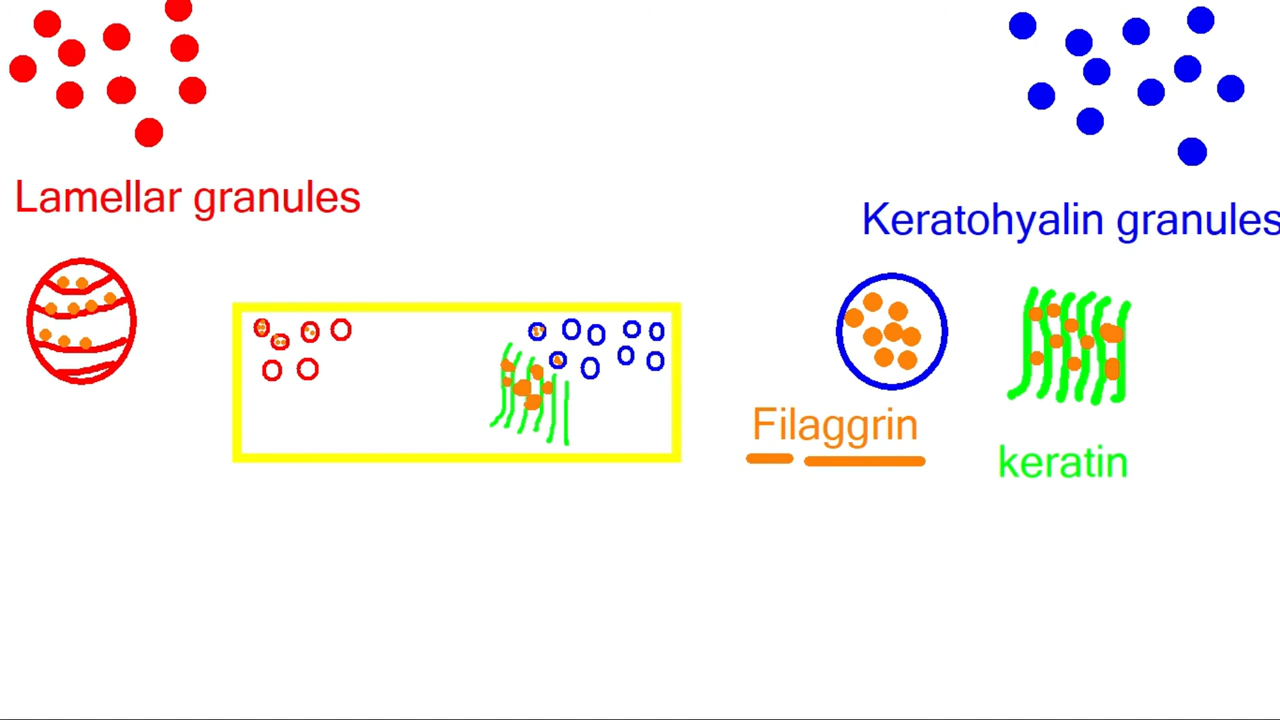 Lamellar granules
Keratohyalin granules
Filaggrin
keratin